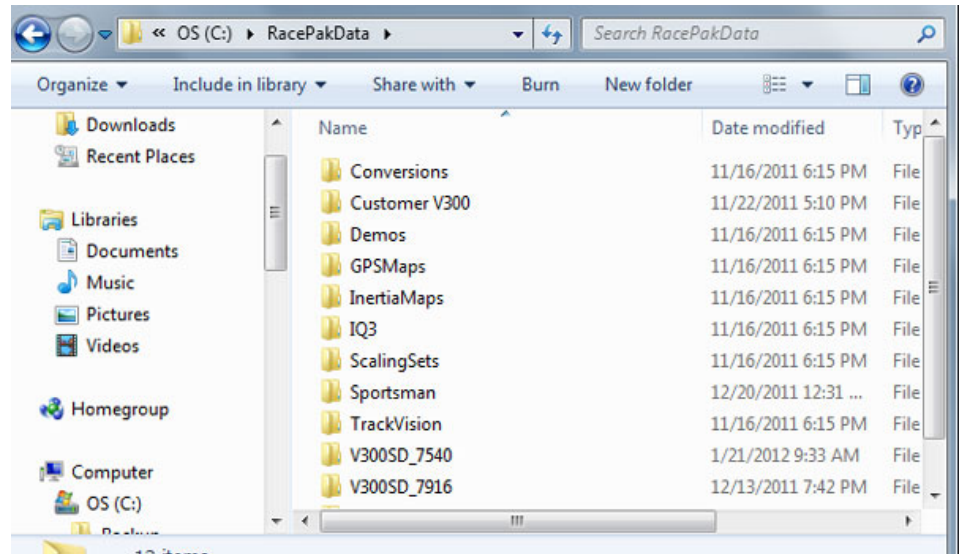 « OS (C:) ▸ RacePakData ▸ Search RacePakData
Organize Include in library Share with Burn New folder
Downloads
Recent Places
Libraries
Documents
Music
Pictures
Videos
Homegroup
Computer
OS (C:)
Name Date modified Typ
Conversions 11/16/2011 6:15 PM File
Customer V300 11/22/2011 5:10 PM File
Demos 11/16/2011 6:15 PM File
GPSMaps 11/16/2011 6:15 PM File
InertiaMaps 11/16/2011 6:15 PM File
IQ3 11/16/2011 6:15 PM File
ScalingSets 11/16/2011 6:15 PM File
Sportsman 12/20/2011 12:31 ... File
TrackVision 11/16/2011 6:15 PM File
V300SD_7540 1/21/2012 9:33 AM File
V300SD_7916 12/13/2011 7:42 PM File